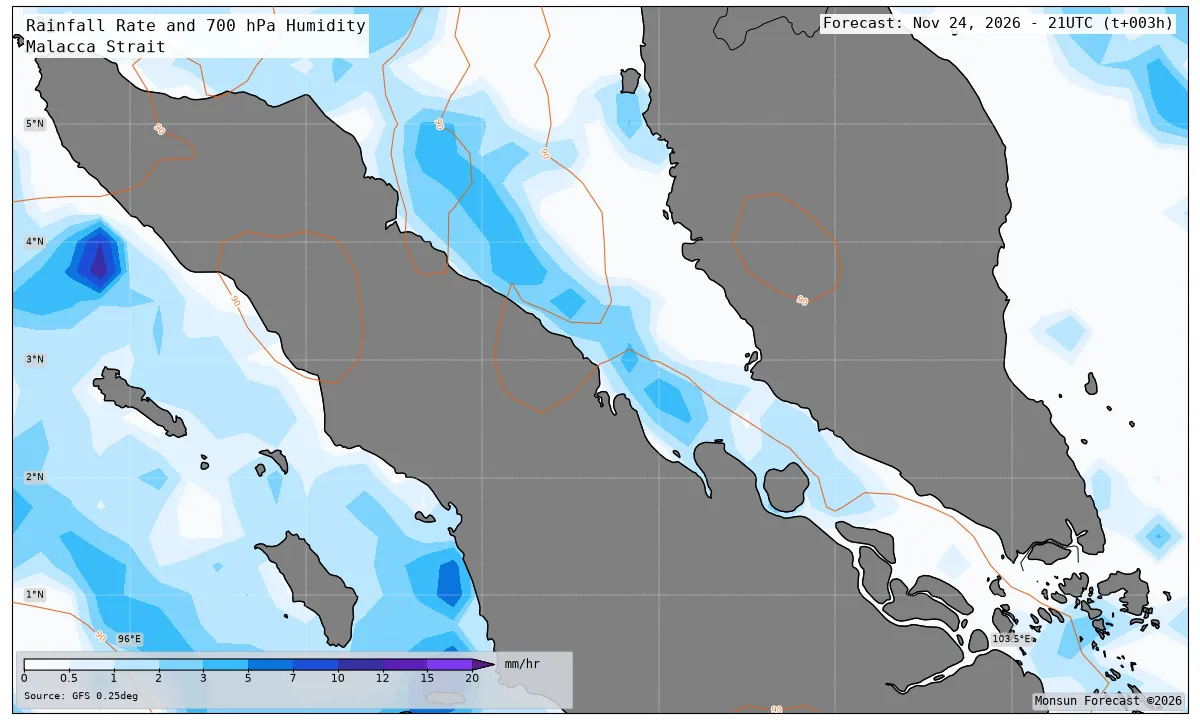 Rainfall Rate and 700 hPa Humidity
Malacca Strait
Forecast: Nov 24, 2026 - 21UTC (t+003h)
90
90
90
5°N
4°N
90
90
3°N
2°N
1°N
90
96°E
103.5°E
0 0.5 1 2 3 5 7 10 12 15 20 mm/hr
Source: GFS 0.25deg
90
Monsun Forecast ©2026